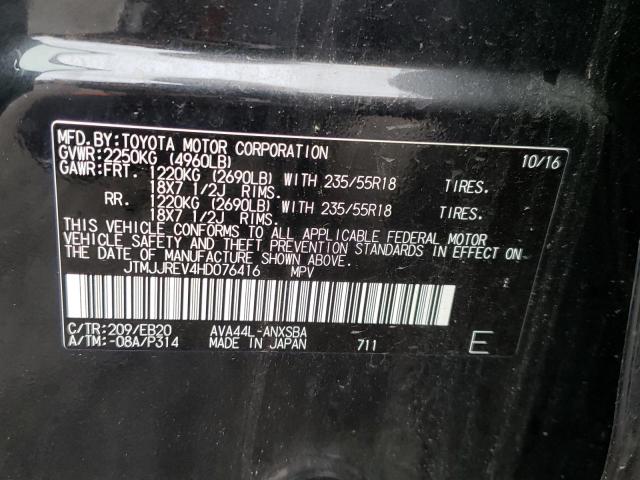 MFD.BY:TOYOTA MOTOR CORPORATION 10/16
GVWR:2250KG (4960LB)
GAWR:FRT. 1220KG (2690LB) WITH 235/55R18 TIRES.
18X7 1/2J RIMS.
RR. 1220KG (2690LB) WITH 235/55R18 TIRES.
18X7 1/2J RIMS.
THIS VEHICLE CONFORMS TO ALL APPLICABLE FEDERAL MOTOR
VEHICLE SAFETY AND THEFT PREVENTION STANDARDS IN EFFECT ON
THE DATE OF MANUFACTURE SHOWN ABOVE.
JTMJJREV4HD076416 MPV
C/TR:209/EB20 AVA44L-ANXSBA
A/TM:-08A/P314 MADE IN JAPAN 711 E